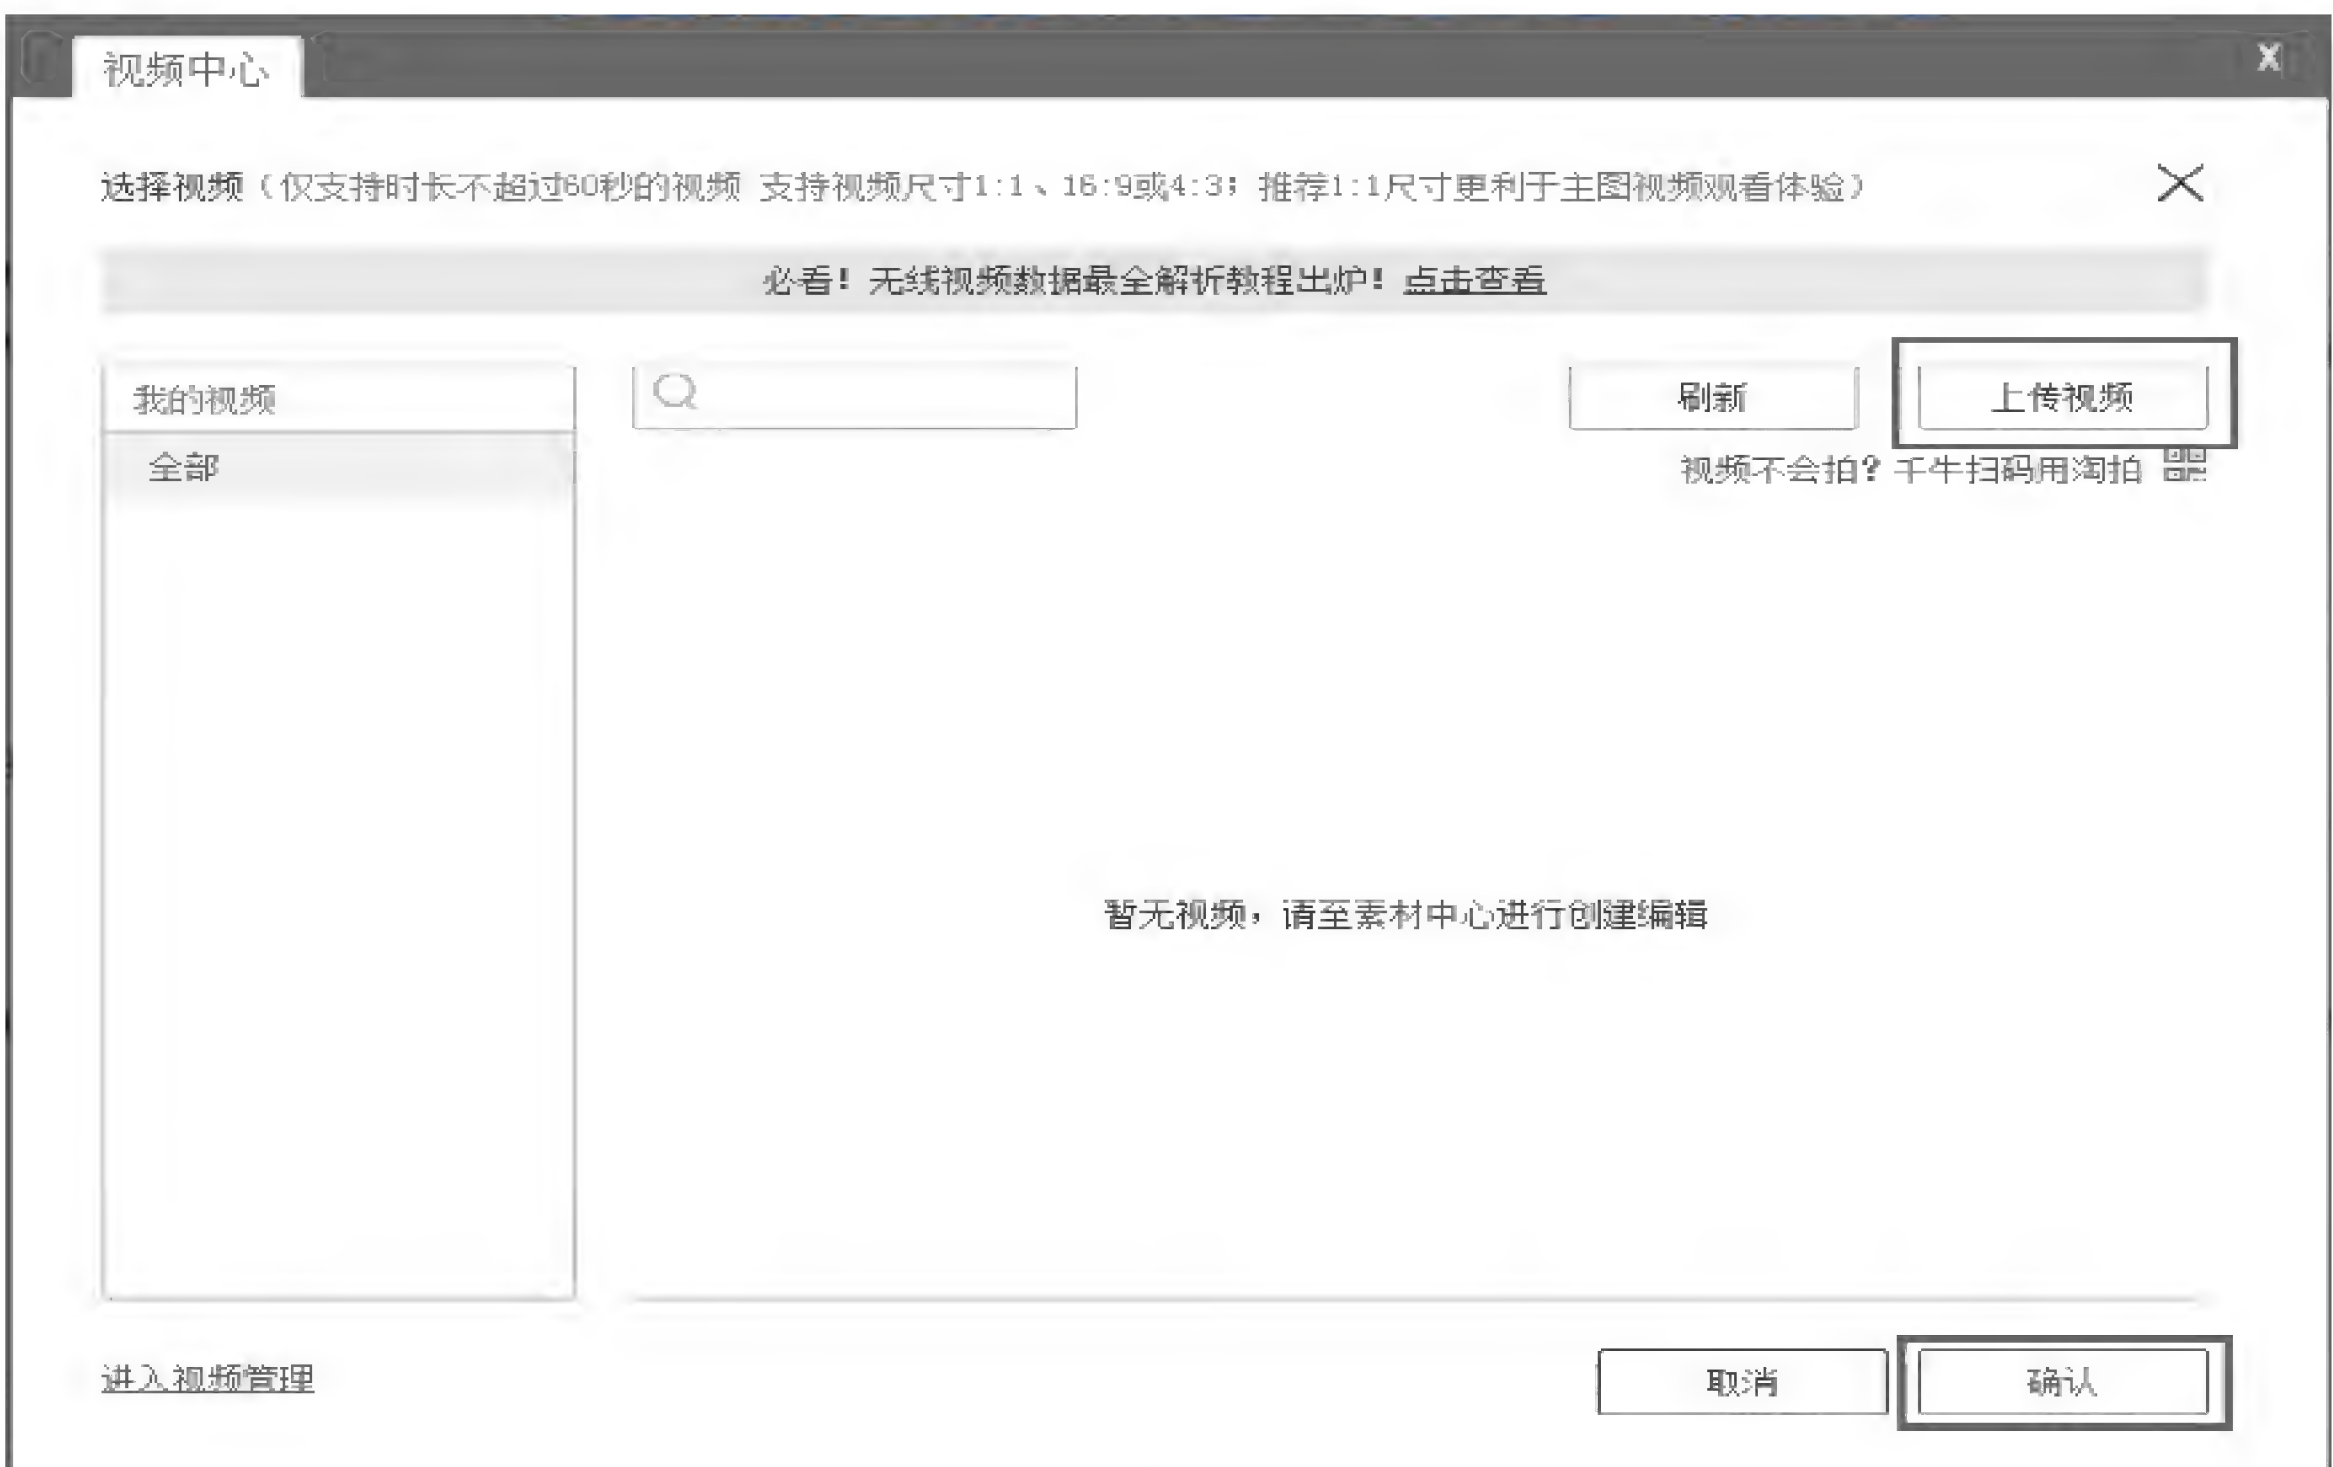 视频中心
X
选择视频（仅支持时长不超过60秒的视频 支持视频尺寸1:1、16:9或4:3；推荐1:1尺寸更利于主图视频观看体验）
必看！无线视频数据最全解析教程出炉！点击查看
我的视频
刷新
上传视频
全部
视频不会拍？千牛扫码用淘拍
暂无视频，请至素材中心进行创建编辑
进入视频管理
取消
确认